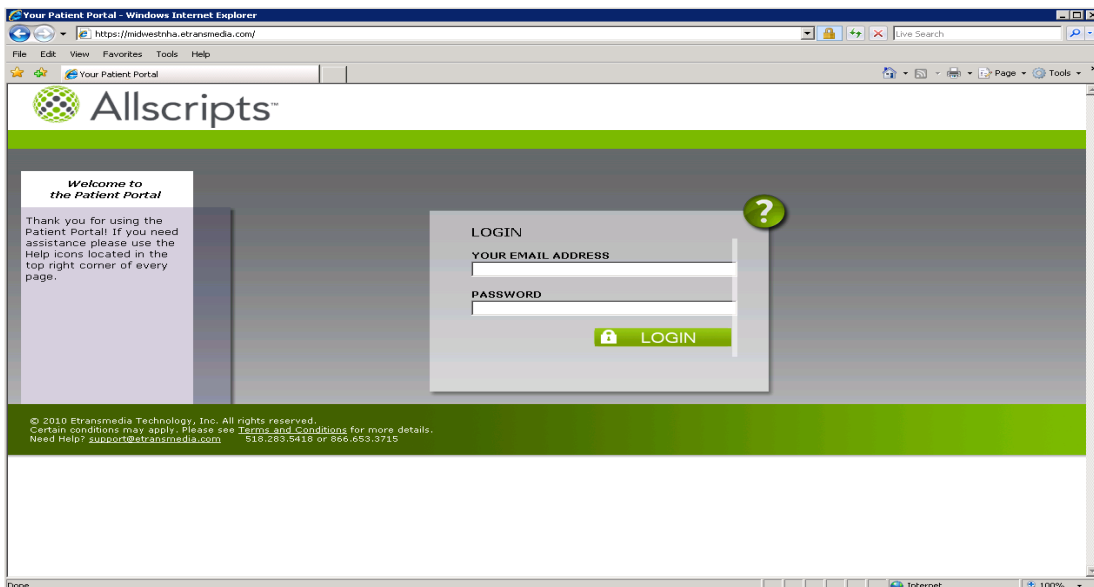 Your Patient Portal - Windows Internet Explorer
https://midwestnha.etransmedia.com/
Live Search
File Edit View Favorites Tools Help
Your Patient Portal
Page Tools
Allscripts™
Welcome to
the Patient Portal
Thank you for using the
Patient Portal! If you need
assistance please use the
Help icons located in the
top right corner of every
page.
?
LOGIN
YOUR EMAIL ADDRESS
PASSWORD
LOGIN
© 2010 Etransmedia Technology, Inc. All rights reserved.
Certain conditions may apply. Please see Terms and Conditions for more details.
Need Help? support@etransmedia.com 518.283.5418 or 866.653.3715
Done
Internet
100%